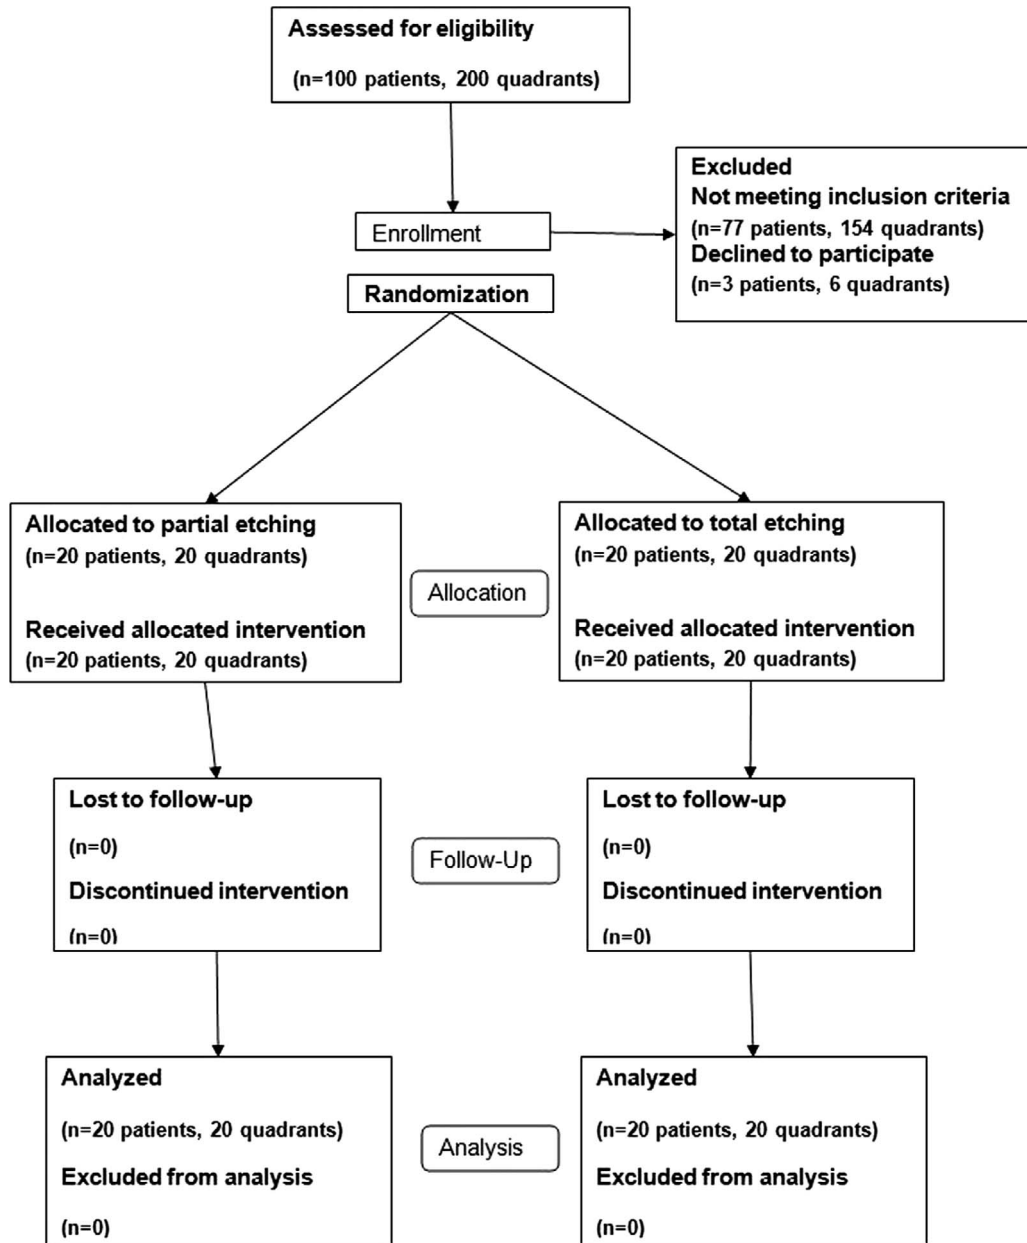 Assessed for eligibility
(n=100 patients, 200 quadrants)
Excluded
Not meeting inclusion criteria
(n=77 patients, 154 quadrants)
Declined to participate
(n=3 patients, 6 quadrants)
Enrollment
Randomization
Allocated to partial etching
(n=20 patients, 20 quadrants)
Received allocated intervention
(n=20 patients, 20 quadrants)
Allocation
Allocated to total etching
(n=20 patients, 20 quadrants)
Received allocated intervention
(n=20 patients, 20 quadrants)
Lost to follow-up
(n=0)
Discontinued intervention
(n=0)
Follow-Up
Lost to follow-up
(n=0)
Discontinued intervention
(n=0)
Analyzed
(n=20 patients, 20 quadrants)
Excluded from analysis
(n=0)
Analysis
Analyzed
(n=20 patients, 20 quadrants)
Excluded from analysis
(n=0)